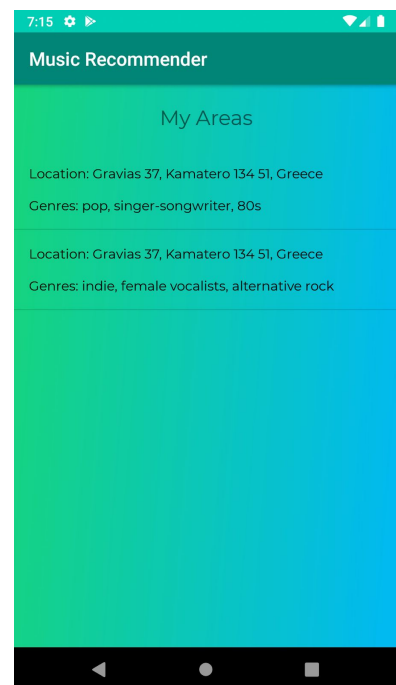 7:15
Music Recommender
My Areas
Location: Gravias 37, Kamatero 134 51, Greece
Genres: pop, singer-songwriter, 80s
Location: Gravias 37, Kamatero 134 51, Greece
Genres: indie, female vocalists, alternative rock